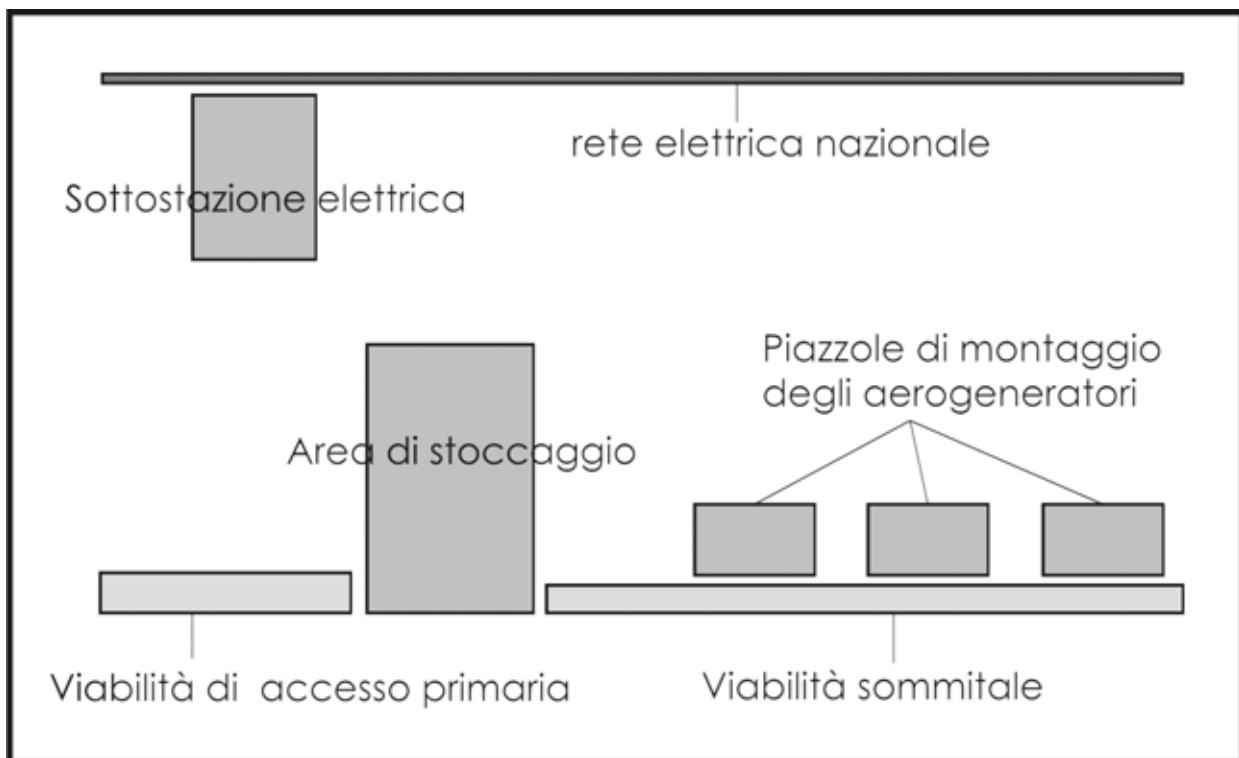 rete elettrica nazionale
Sottostazione elettrica
Piazzole di montaggio
degli aerogeneratori
Area di stoccaggio
Viabilità di accesso primaria
Viabilità sommitale